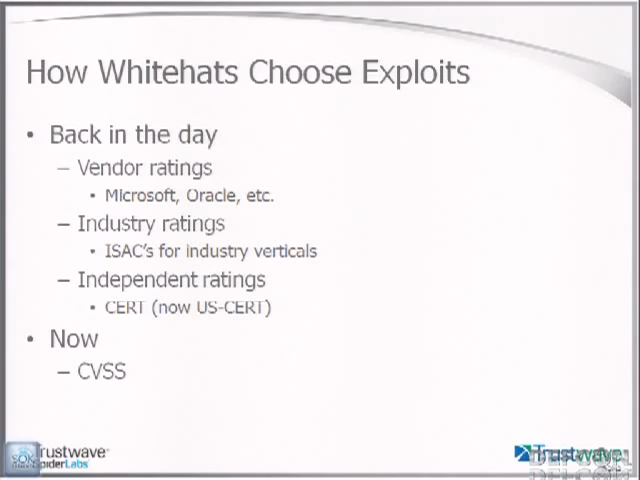 How Whitehats Choose Exploits
• Back in the day
– Vendor ratings
• Microsoft, Oracle, etc.
– Industry ratings
• ISAC's for industry verticals
– Independent ratings
• CERT (now US-CERT)
• Now
– CVSS
Trustwave
SpiderLabs
Trustwave
DEFCON